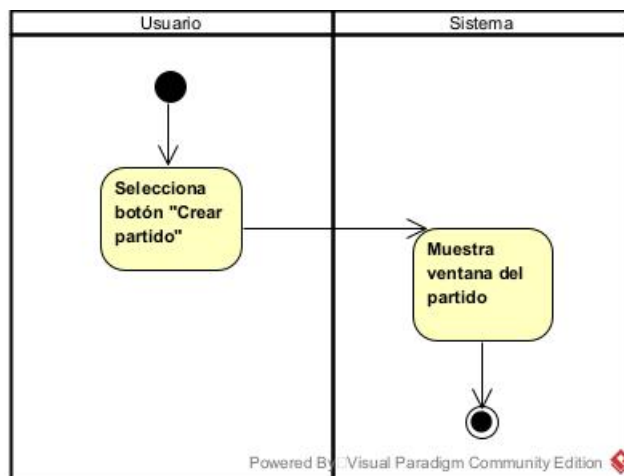 Usuario
Sistema
Selecciona
botón "Crear
partido"
Muestra
ventana del
partido
Powered By Visual Paradigm Community Edition